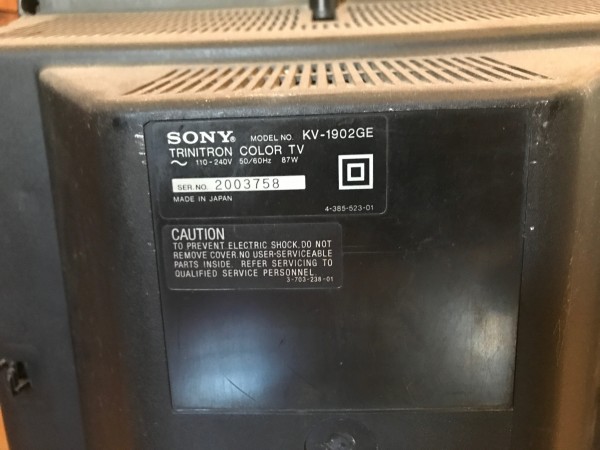 SONY® MODEL NO. KV-1902GE
TRINITRON COLOR TV
~ 110-240V 50/60Hz 87W
SER.NO. 2003758
MADE IN JAPAN
4-385-523-01
CAUTION
TO PREVENT ELECTRIC SHOCK, DO NOT
REMOVE COVER. NO USER-SERVICEABLE
PARTS INSIDE. REFER SERVICING TO
QUALIFIED SERVICE PERSONNEL.
3-703-238-01